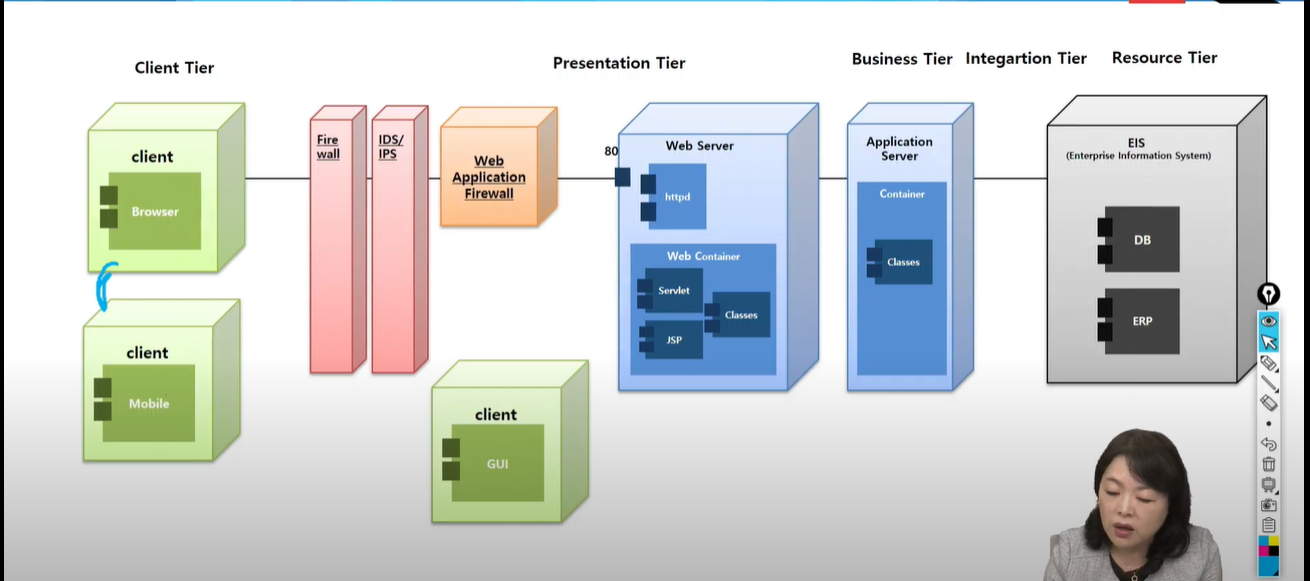 Client Tier
Presentation Tier
Business Tier
Integartion Tier
Resource Tier
client
Browser
client
Mobile
Fire
wall
IDS/
IPS
Web
Application
Firewall
client
GUI
80
Web Server
httpd
Web Container
Servlet
JSP
Classes
Application
Server
Container
Classes
EIS
(Enterprise Information System)
DB
ERP